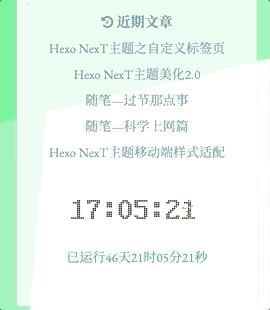 近期文章
Hexo NexT主题之自定义标签页
Hexo NexT主题美化2.0
随笔—过节那点事
随笔—科学上网篇
Hexo NexT主题移动端样式适配
17:05:21
已运行46天21时05分21秒